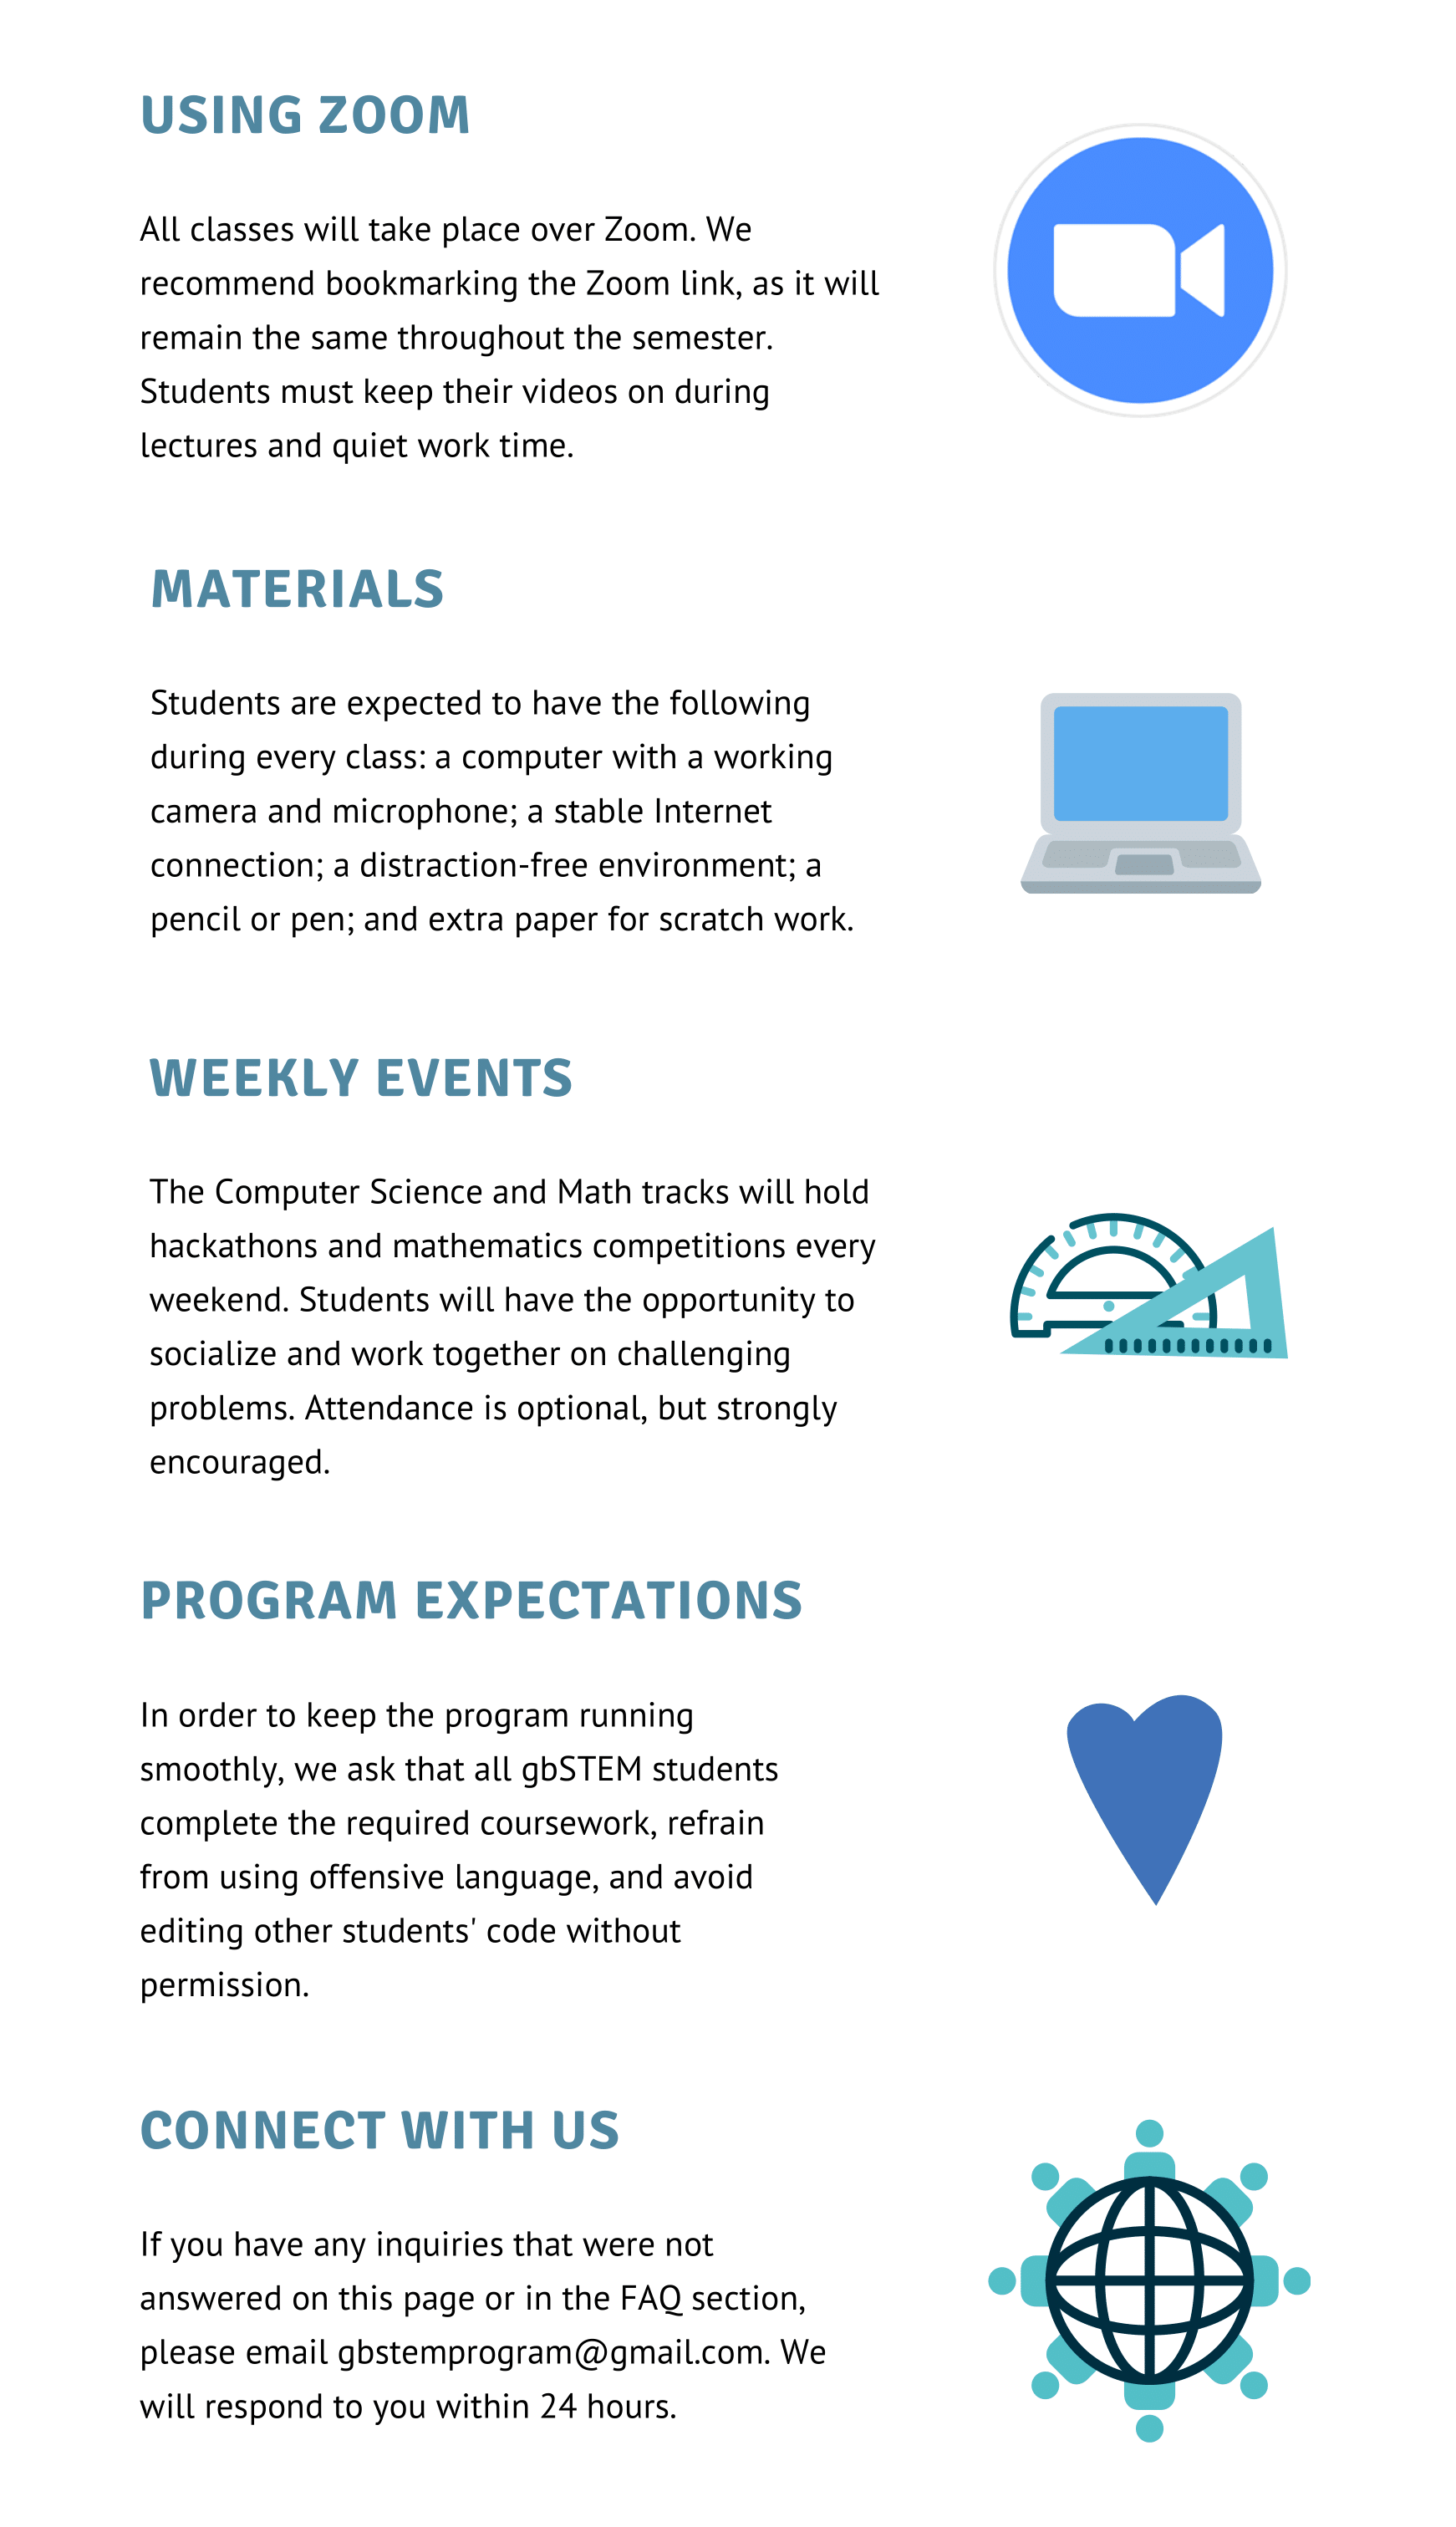 USING ZOOM
All classes will take place over Zoom. We
recommend bookmarking the Zoom link, as it will
remain the same throughout the semester.
Students must keep their videos on during
lectures and quiet work time.
MATERIALS
Students are expected to have the following
during every class: a computer with a working
camera and microphone; a stable Internet
connection; a distraction-free environment; a
pencil or pen; and extra paper for scratch work.
WEEKLY EVENTS
The Computer Science and Math tracks will hold
hackathons and mathematics competitions every
weekend. Students will have the opportunity to
socialize and work together on challenging
problems. Attendance is optional, but strongly
encouraged.
PROGRAM EXPECTATIONS
In order to keep the program running
smoothly, we ask that all gbSTEM students
complete the required coursework, refrain
from using offensive language, and avoid
editing other students' code without
permission.
CONNECT WITH US
If you have any inquiries that were not
answered on this page or in the FAQ section,
please email gbstemprogram@gmail.com. We
will respond to you within 24 hours.